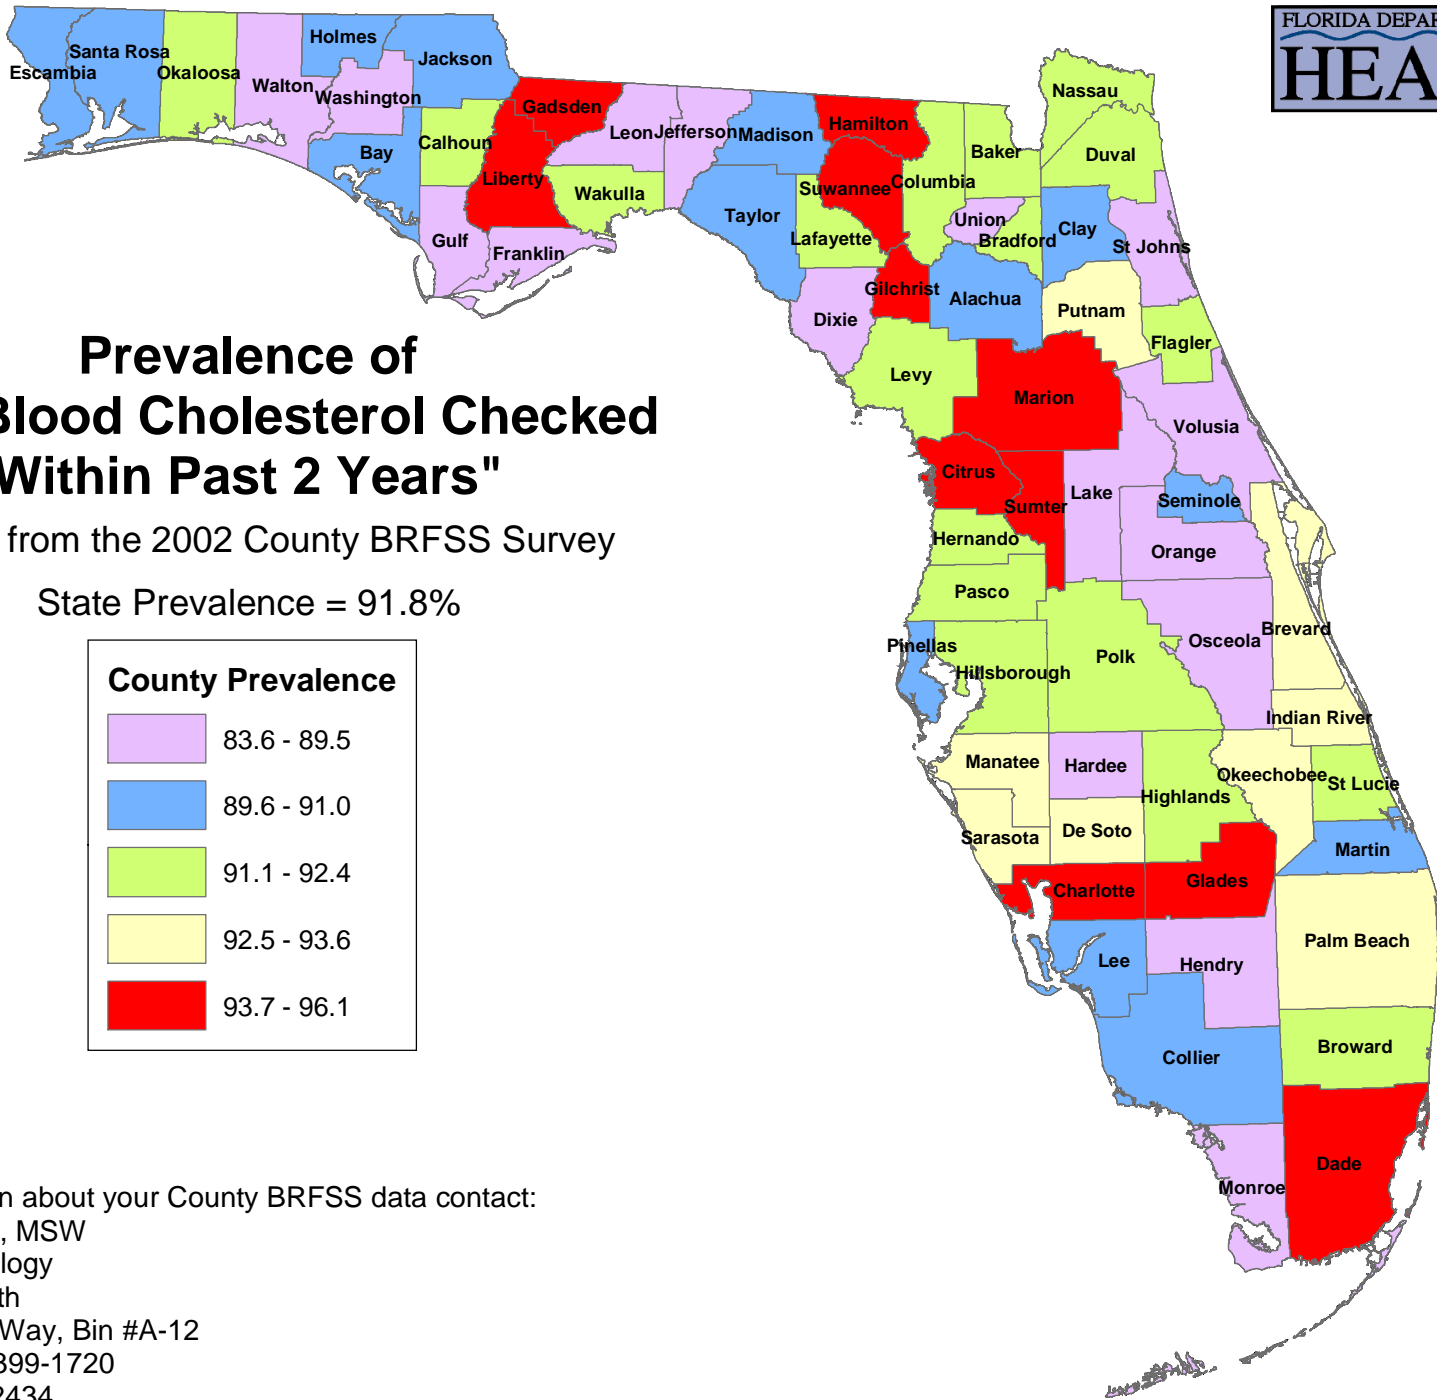 FLORIDA
HEA
Holmes
Santa Rosa
Jackson
Escambia
Okaloosa
Walton
Washington
Nassau
Gadsden
Hamilton
Leon
Jefferson
Madison
Calhoun
Bay
Baker
Duval
Liberty
Wakulla
Suwannee
Columbia
Taylor
Union
Clay
Lafayette
Bradford
St Johns
Gulf
Franklin
Gilchrist
Alachua
Putnam
Dixie
Flagler
Levy
Marion
Volusia
Citrus
Lake
Seminole
Sumter
Hernando
Orange
Pasco
Brevard
Pinellas
Osceola
Polk
Hillsborough
Indian River
Manatee
Hardee
Okeechobee
St Lucie
Highlands
De Soto
Sarasota
Martin
Charlotte
Glades
Palm Beach
Lee
Hendry
Broward
Collier
Dade
Monroe
Prevalence of
Blood Cholesterol Checked
Within Past 2 Years"
from the 2002 County BRFSS Survey
State Prevalence = 91.8%
County Prevalence
83.6 - 89.5
89.6 - 91.0
91.1 - 92.4
92.5 - 93.6
93.7 - 96.1
about your County BRFSS data contact:
, MSW
logy
th
Way, Bin #A-12
399-1720
2434